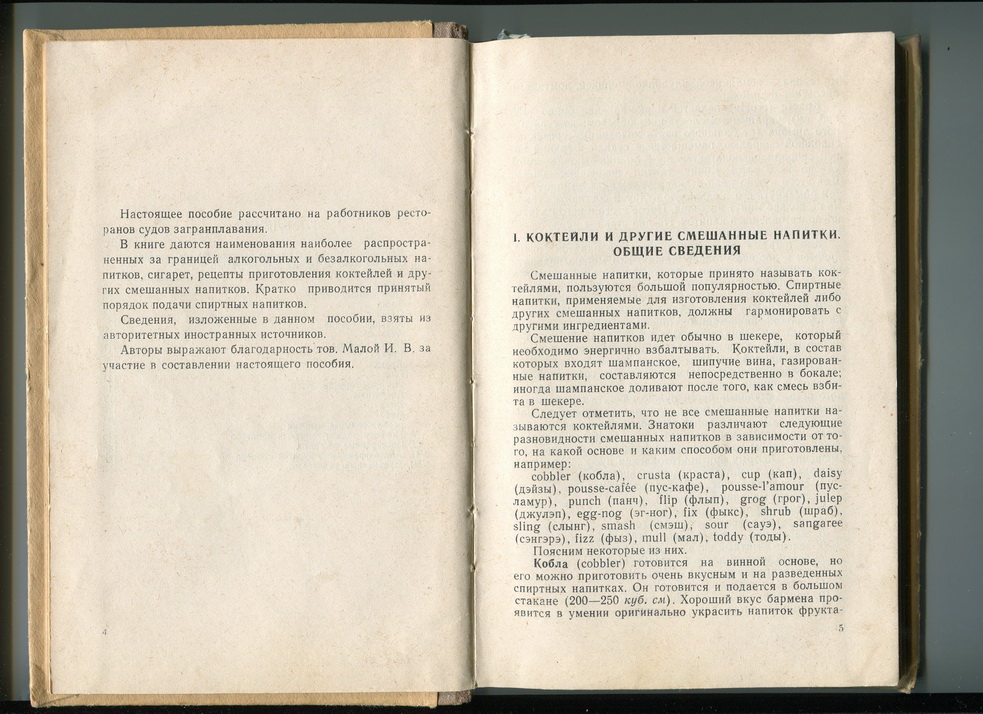 Настоящее пособие рассчитано на работников ресто-
ранов судов загранплавания.
В книге даются наименования наиболее распростра-
ненных за границей алкогольных и безалкогольных на-
питков, сигарет, рецепты приготовления коктейлей и дру-
гих смешанных напитков. Кратко приводится принятый
порядок подачи спиртных напитков.
Сведения, изложенные в данном пособии, взяты из
авторитетных иностранных источников.
Авторы выражают благодарность тов. Малой И. В. за
участие в составлении настоящего пособия.
4
I. КОКТЕЙЛИ И ДРУГИЕ СМЕШАННЫЕ НАПИТКИ.
ОБЩИЕ СВЕДЕНИЯ
Смешанные напитки, которые принято называть кок-
тейлями, пользуются большой популярностью. Спиртные
напитки, применяемые для изготовления коктейлей либо
других смешанных напитков, должны гармонировать с
другими ингредиентами.
Смешение напитков идет обычно в шекере, который
необходимо энергично взбалтывать. Коктейли, в состав
которых входят шампанское, шипучие вина, газирован-
ные напитки, составляются непосредственно в бокале;
иногда шампанское доливают после того, как смесь взби-
та в шекере.
Следует отметить, что не все смешанные напитки на-
зываются коктейлями. Знатоки различают следующие
разновидности смешанных напитков в зависимости от то-
го, на какой основе и каким способом они приготовлены,
например:
cobbler (кобла), crusta (краста), cup (кап), daisy
(дэйзы), pousse-cafée (пус-кафе), pousse-l'amour (пус-
ламур), punch (панч), flip (флып), grog (грог), julep
(джулэп), egg-nog (эг-ног), fix (фыкс), shrub (шраб),
sling (слынг), smash (смэш), sour (сауэ), sangaree
(сэнгэрэ), fizz (фыз), mull (мал), toddy (тоды).
Поясним некоторые из них.
Кобла (cobbler) готовится на винной основе, но
его можно приготовить очень вкусным и на разведенных
спиртных напитках. Он готовится и подается в большом
стакане (200—250 куб. см). Хороший вкус бармена про-
явится в умении оригинально украсить напиток фрукта-
5